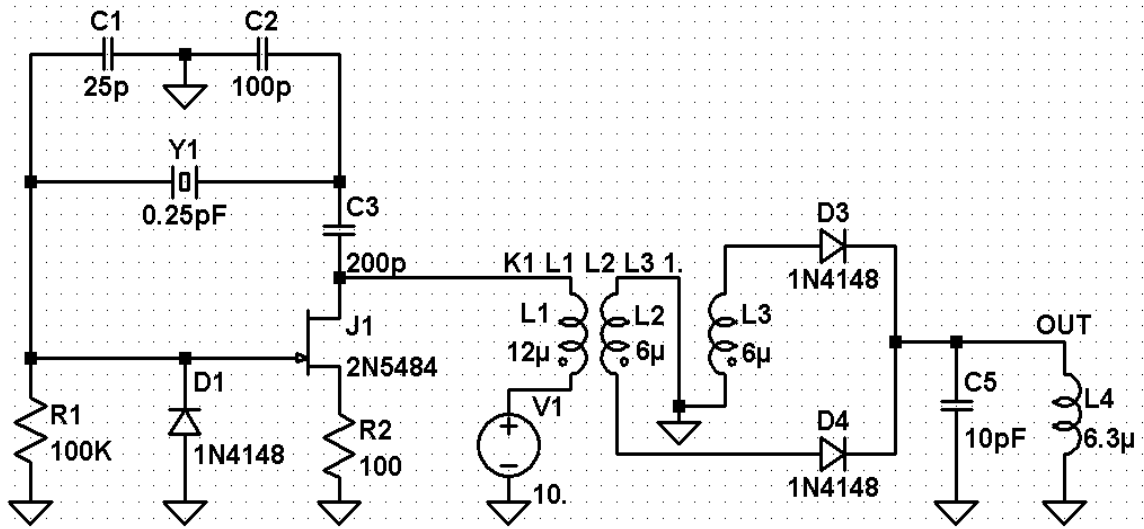 C1
25p
C2
100p
Y1
0.25pF
C3
200p
K1 L1 L2 L3 1.
D3
1N4148
L1
12µ
L2
6µ
L3
6µ
OUT
J1
2N5484
D1
1N4148
R1
100K
R2
100
V1
10.
D4
1N4148
C5
10pF
L4
6.3µ